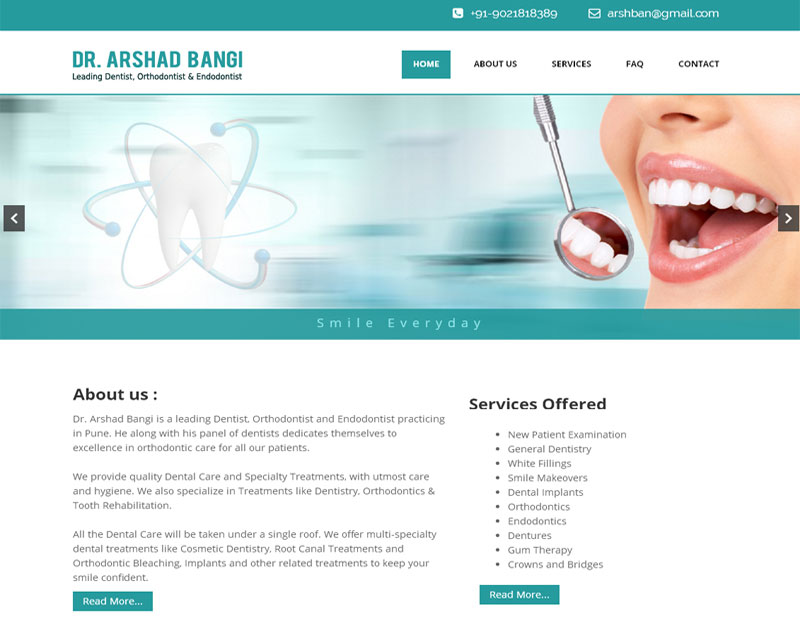 +91-9021818389 arshban@gmail.com
DR. ARSHAD BANGI
Leading Dentist, Orthodontist & Endodontist
HOME ABOUT US SERVICES FAQ CONTACT
Smile Everyday
About us :
Dr. Arshad Bangi is a leading Dentist, Orthodontist and Endodontist practicing
in Pune. He along with his panel of dentists dedicates themselves to
excellence in orthodontic care for all our patients.
We provide quality Dental Care and Specialty Treatments, with utmost care
and hygiene. We also specialize in Treatments like Dentistry, Orthodontics &
Tooth Rehabilitation.
All the Dental Care will be taken under a single roof. We offer multi-specialty
dental treatments like Cosmetic Dentistry. Root Canal Treatments and
Orthodontic Bleaching, Implants and other related treatments to keep your
smile confident.
Read More...
Services Offered
New Patient Examination
General Dentistry
White Fillings
Smile Makeovers
Dental Implants
Orthodontics
Endodontics
Dentures
Gum Therapy
Crowns and Bridges
Read More...